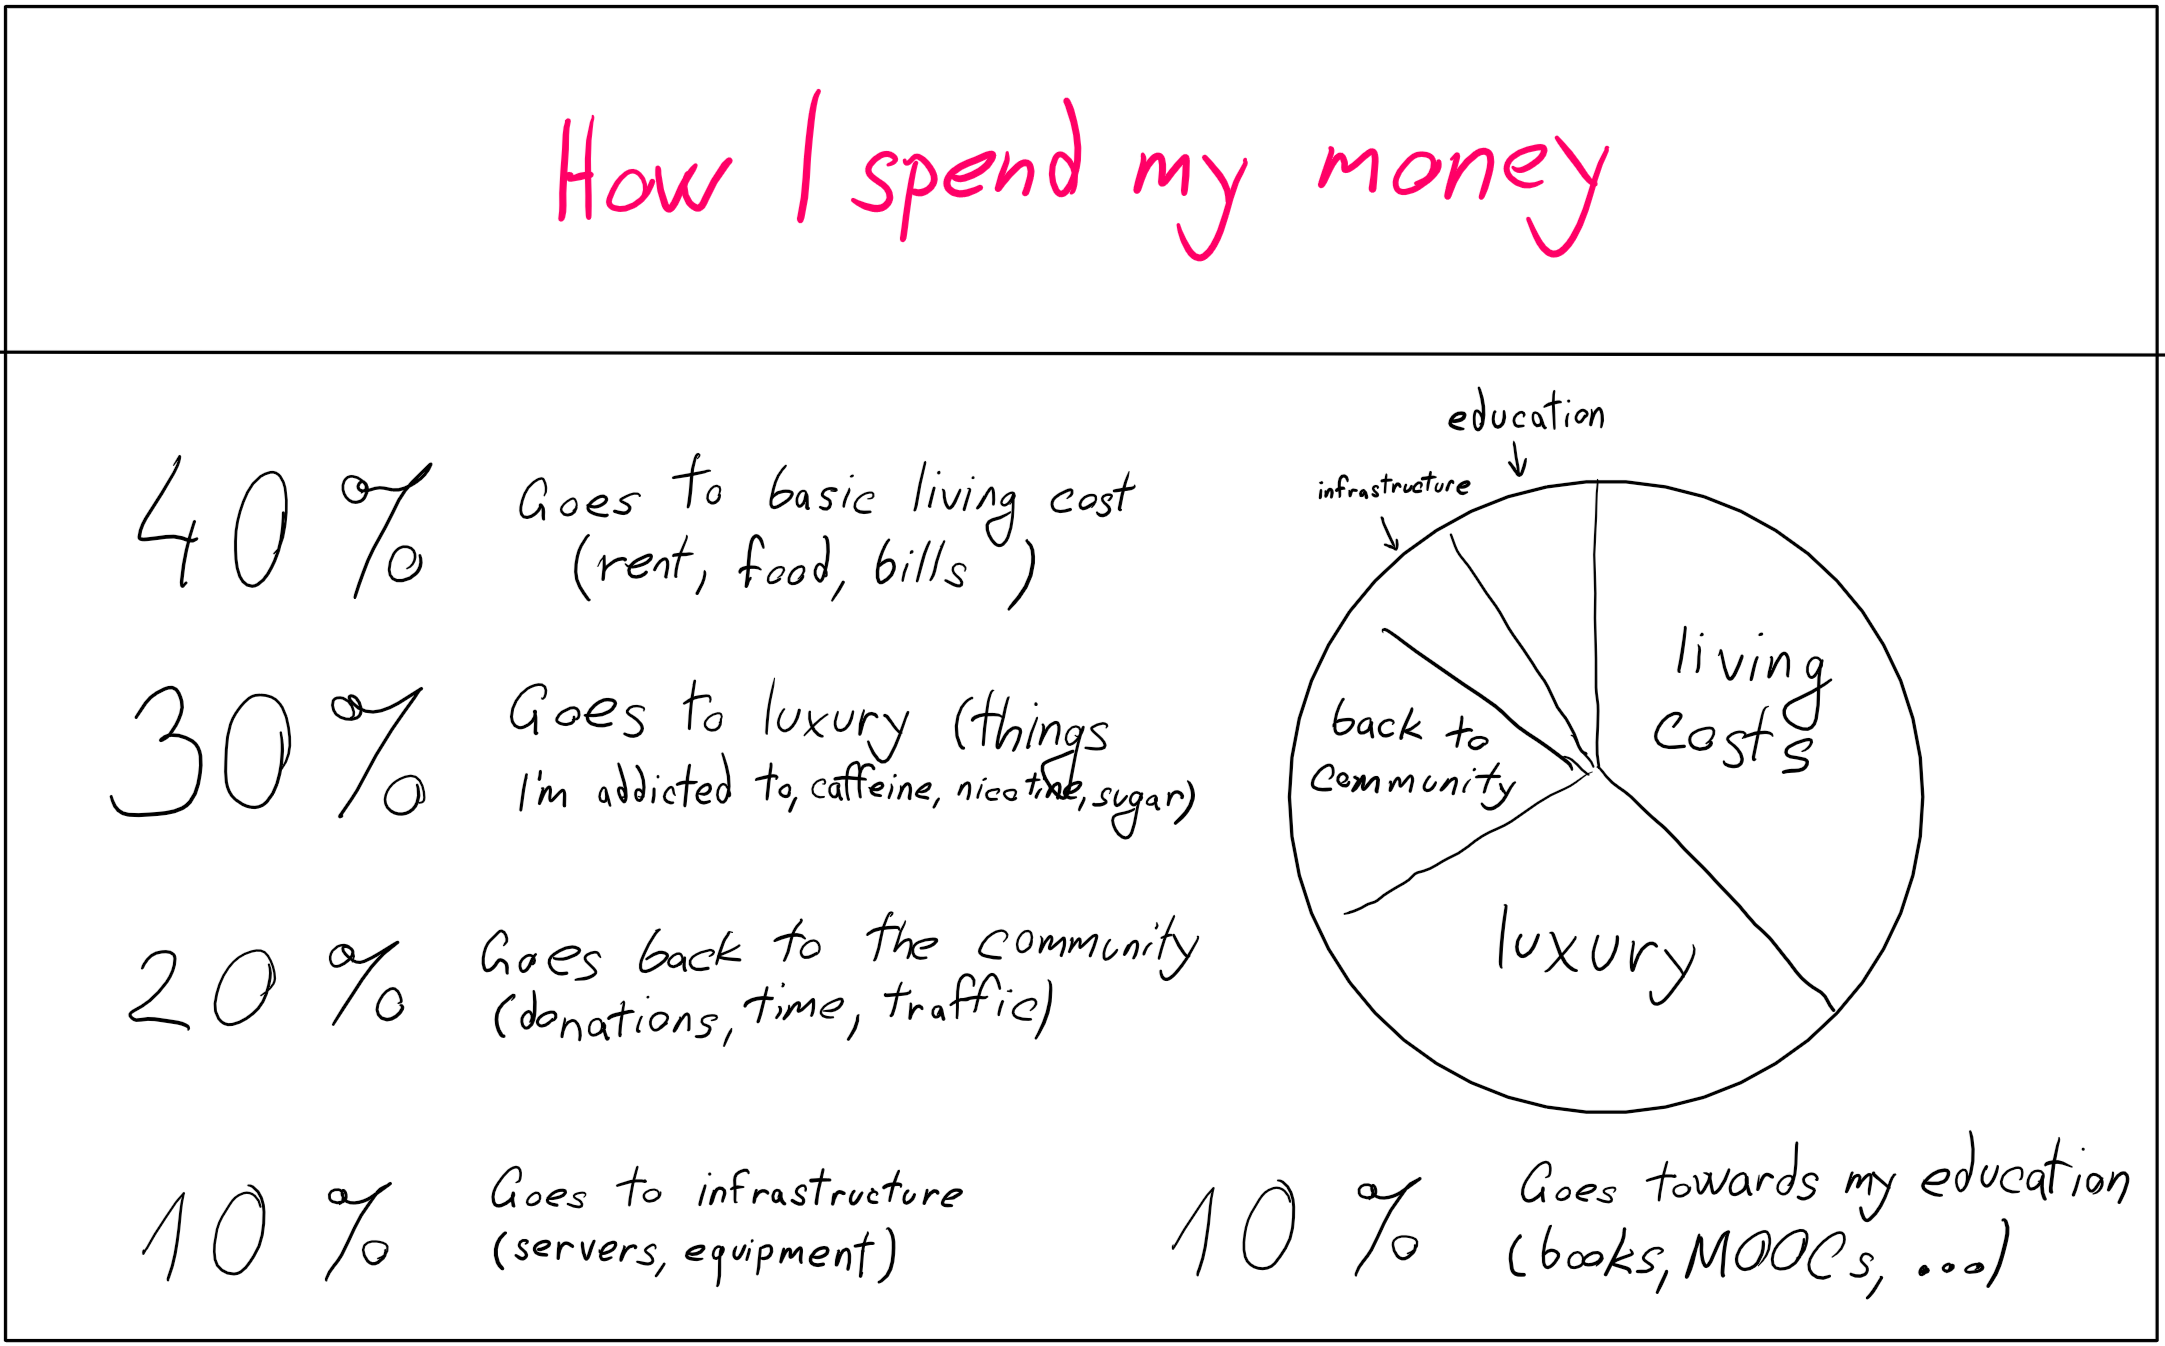 How I spend my money
40 % Goes to basic living cost
(rent, food, bills )
30 % Goes to luxury (things
I'm addicted to, caffeine, nicotine, sugar)
20 % Goes back to the community
(donations, time, traffic)
10 % Goes to infrastructure
(servers, equipment)
education
infrastructure
living
costs
back to
community
luxury
10 % Goes towards my education
(books, MOOCs, ...)